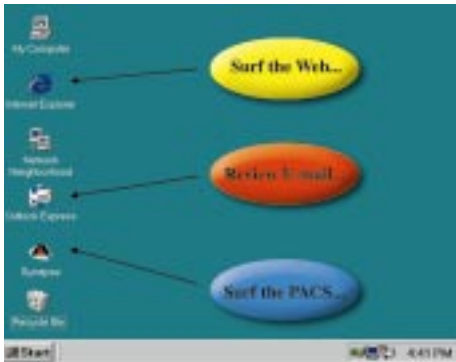 My Computer
Surf the Web...
Internet Explorer
Network
Neighborhood
Review E-mail...
Outlook Express
Surf the PACS...
Recycle Bin
Start
4:41 PM